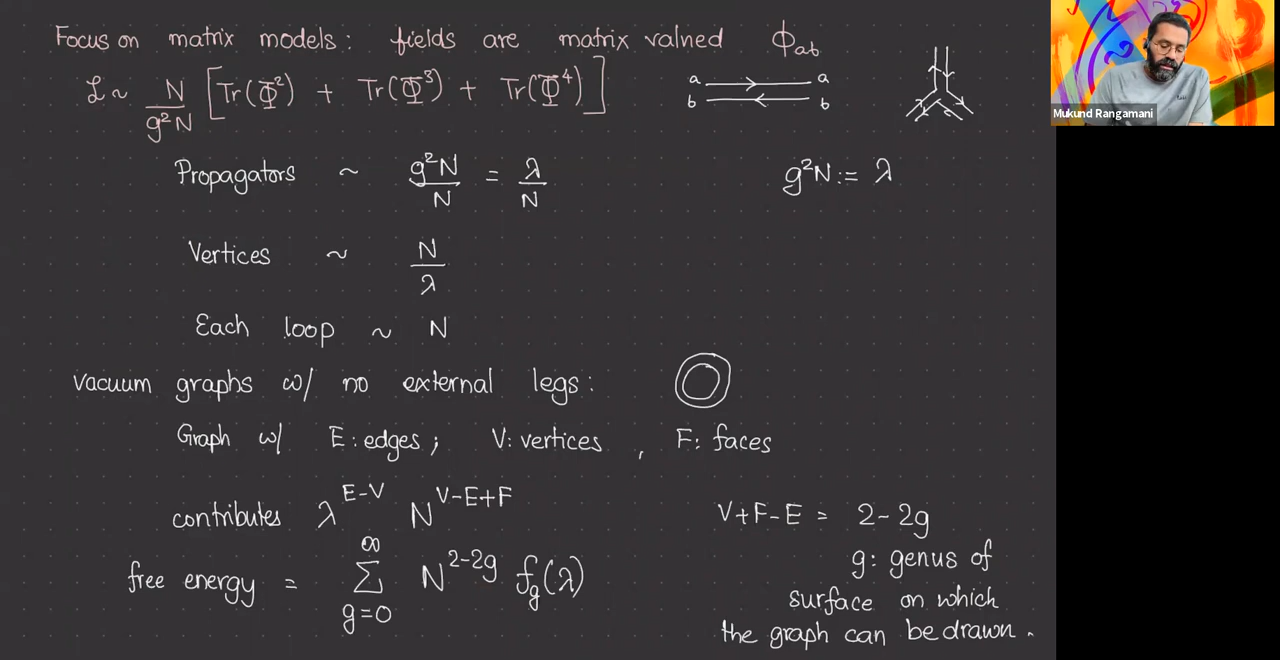 Focus on matrix models: fields are matrix valued Φab
ℒ ~ N/g²N [Tr(Φ²) + Tr(Φ³) + Tr(Φ⁴)]
a a
b b
Mukund Rangamani
Propagators ~ g²N/N = λ/N
g²N := λ
Vertices ~ N/λ
Each loop ~ N
vacuum graphs w/ no external legs:
Graph w/ E: edges; V: vertices, F: faces
contributes λ^{E-V} N^{V-E+F}
V+F-E = 2-2g
free energy = ∑_{g=0}^{∞} N^{2-2g} f_g(λ)
g: genus of
surface on which
the graph can be drawn.